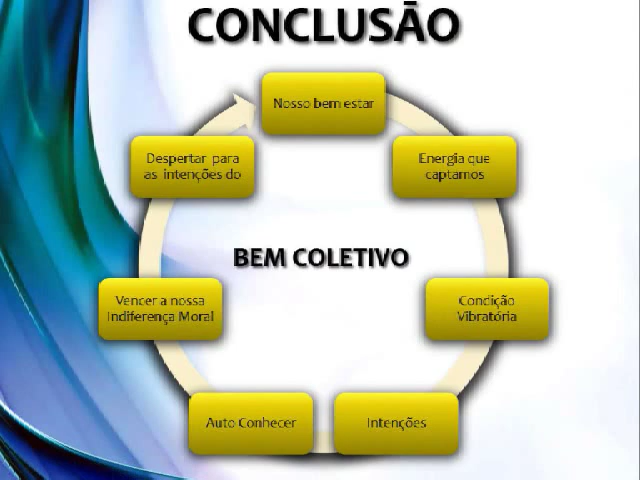 CONCLUSÃO
Nosso bem estar
Energia que
captamos
Condição
Vibratória
Intenções
Auto Conhecer
Vencer a nossa
Indiferença Moral
Despertar para
as intenções do
BEM COLETIVO